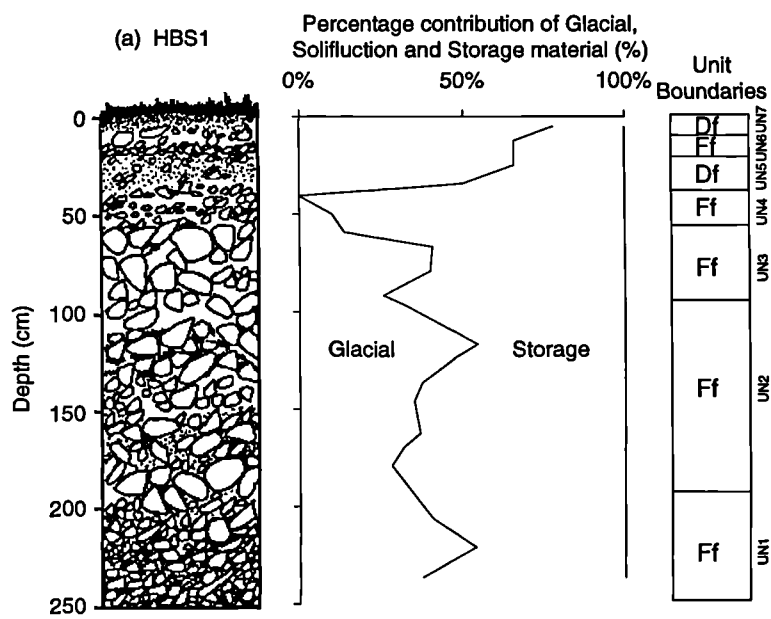 (a) HBS1
Percentage contribution of Glacial,
Solifluction and Storage material (%)
0% 50% 100%
Unit
Boundaries
Depth (cm)
0
50
100
150
200
250
Glacial Storage
Df UN7
Ff UN6
Df UN5
Ff UN4
Ff UN3
Ff UN2
Ff UN1